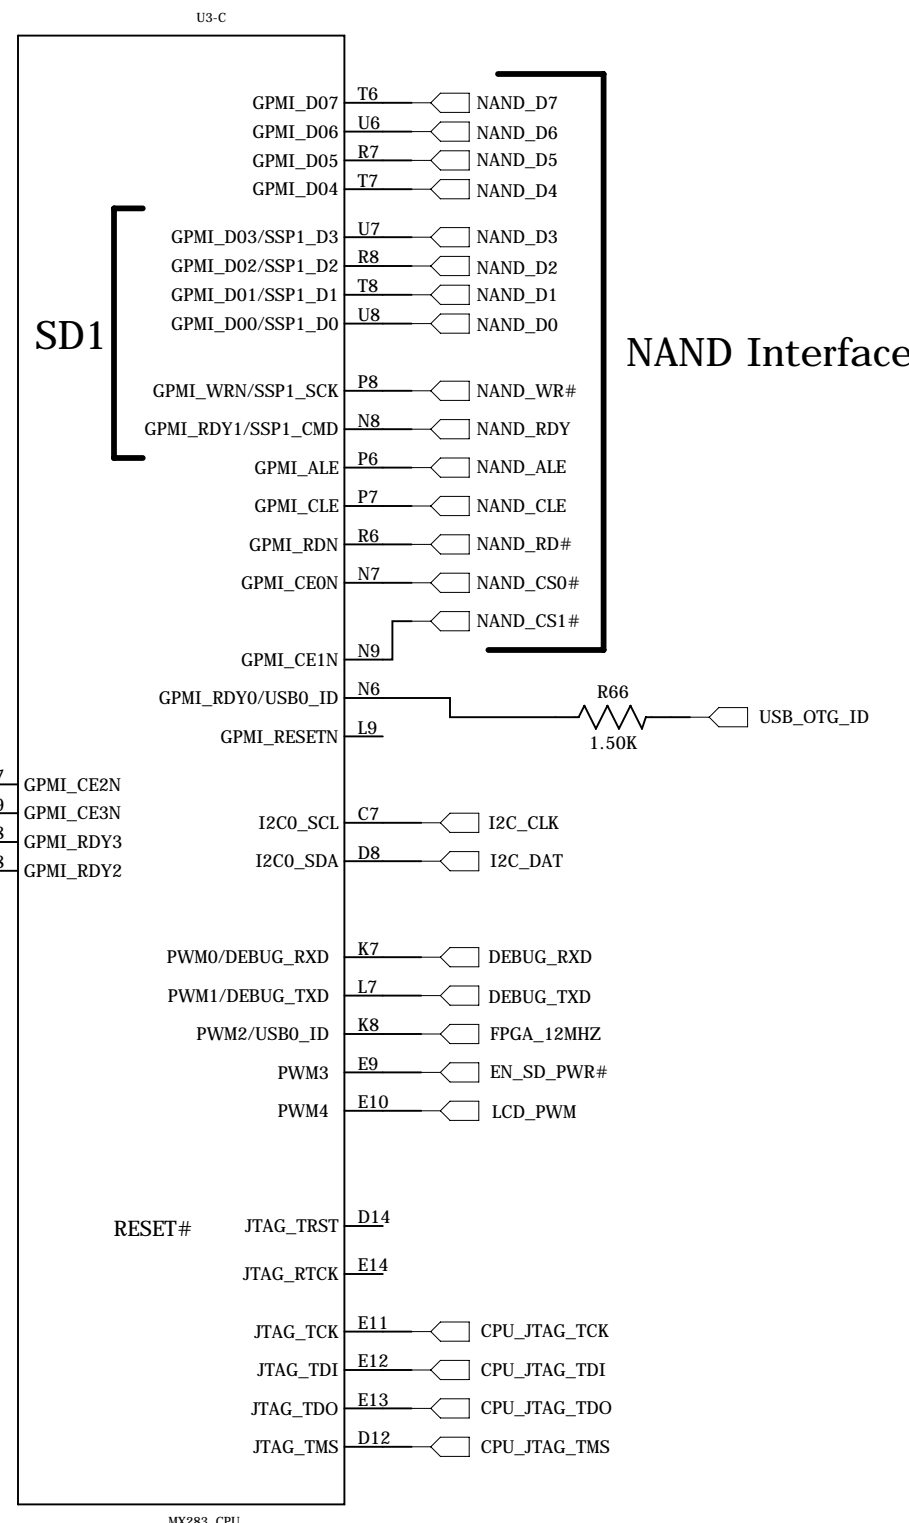 U3-C
GPMI_D07 T6 NAND_D7
GPMI_D06 U6 NAND_D6
GPMI_D05 R7 NAND_D5
GPMI_D04 T7 NAND_D4
GPMI_D03/SSP1_D3 U7 NAND_D3
GPMI_D02/SSP1_D2 R8 NAND_D2
GPMI_D01/SSP1_D1 T8 NAND_D1
GPMI_D00/SSP1_D0 U8 NAND_D0
SD1
NAND Interface
GPMI_WRN/SSP1_SCK P8 NAND_WR#
GPMI_RDY1/SSP1_CMD N8 NAND_RDY
GPMI_ALE P6 NAND_ALE
GPMI_CLE P7 NAND_CLE
GPMI_RDN R6 NAND_RD#
GPMI_CE0N N7 NAND_CS0#
NAND_CS1#
GPMI_CE1N N9
GPMI_RDY0/USB0_ID N6 R66 USB_OTG_ID
1.50K
GPMI_RESETN L9
7 GPMI_CE2N
9 GPMI_CE3N
8 GPMI_RDY3
8 GPMI_RDY2
I2C0_SCL C7 I2C_CLK
I2C0_SDA D8 I2C_DAT
PWM0/DEBUG_RXD K7 DEBUG_RXD
PWM1/DEBUG_TXD L7 DEBUG_TXD
PWM2/USB0_ID K8 FPGA_12MHZ
PWM3 E9 EN_SD_PWR#
PWM4 E10 LCD_PWM
RESET# JTAG_TRST D14
JTAG_RTCK E14
JTAG_TCK E11 CPU_JTAG_TCK
JTAG_TDI E12 CPU_JTAG_TDI
JTAG_TDO E13 CPU_JTAG_TDO
JTAG_TMS D12 CPU_JTAG_TMS
MX283_CPU